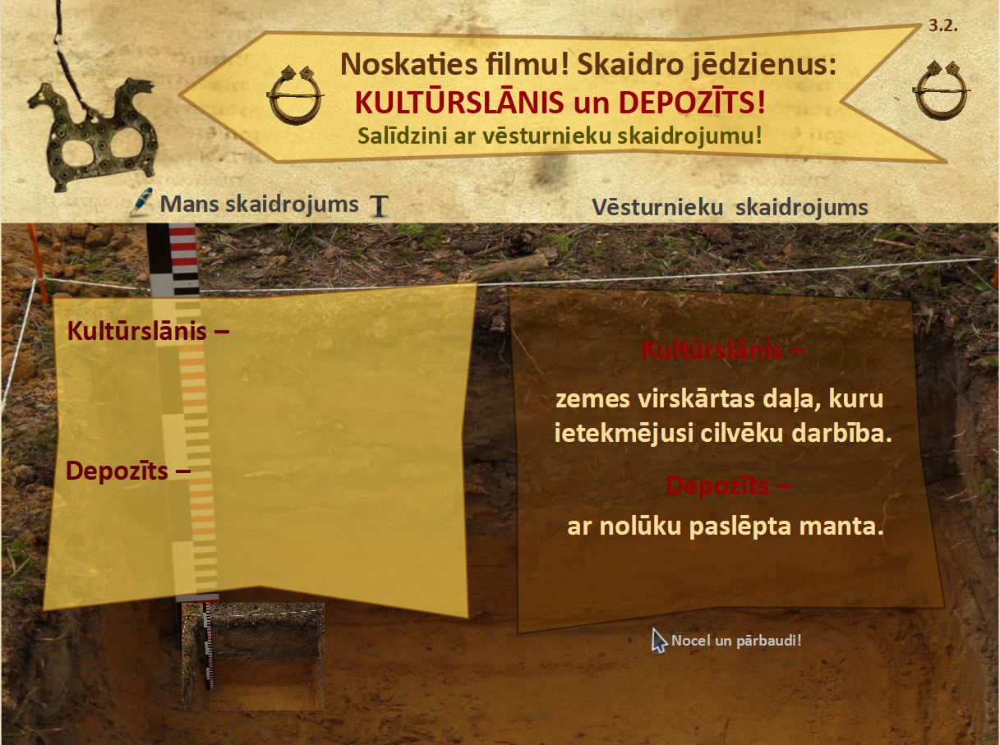 3.2.
Noskaties filmu! Skaidro jēdzienus:
KULTŪRSLĀNIS un DEPOZĪTS!
Salīdzini ar vēsturnieku skaidrojumu!
Mans skaidrojums T
Vēsturnieku skaidrojums
Kultūrslānis –
Depozīts –
Kultūrslānis –
zemes virskārtas daļa, kuru
ietekmējusi cilvēku darbība.
Depozīts –
ar nolūku paslēpta manta.
Nocel un pārbaudi!